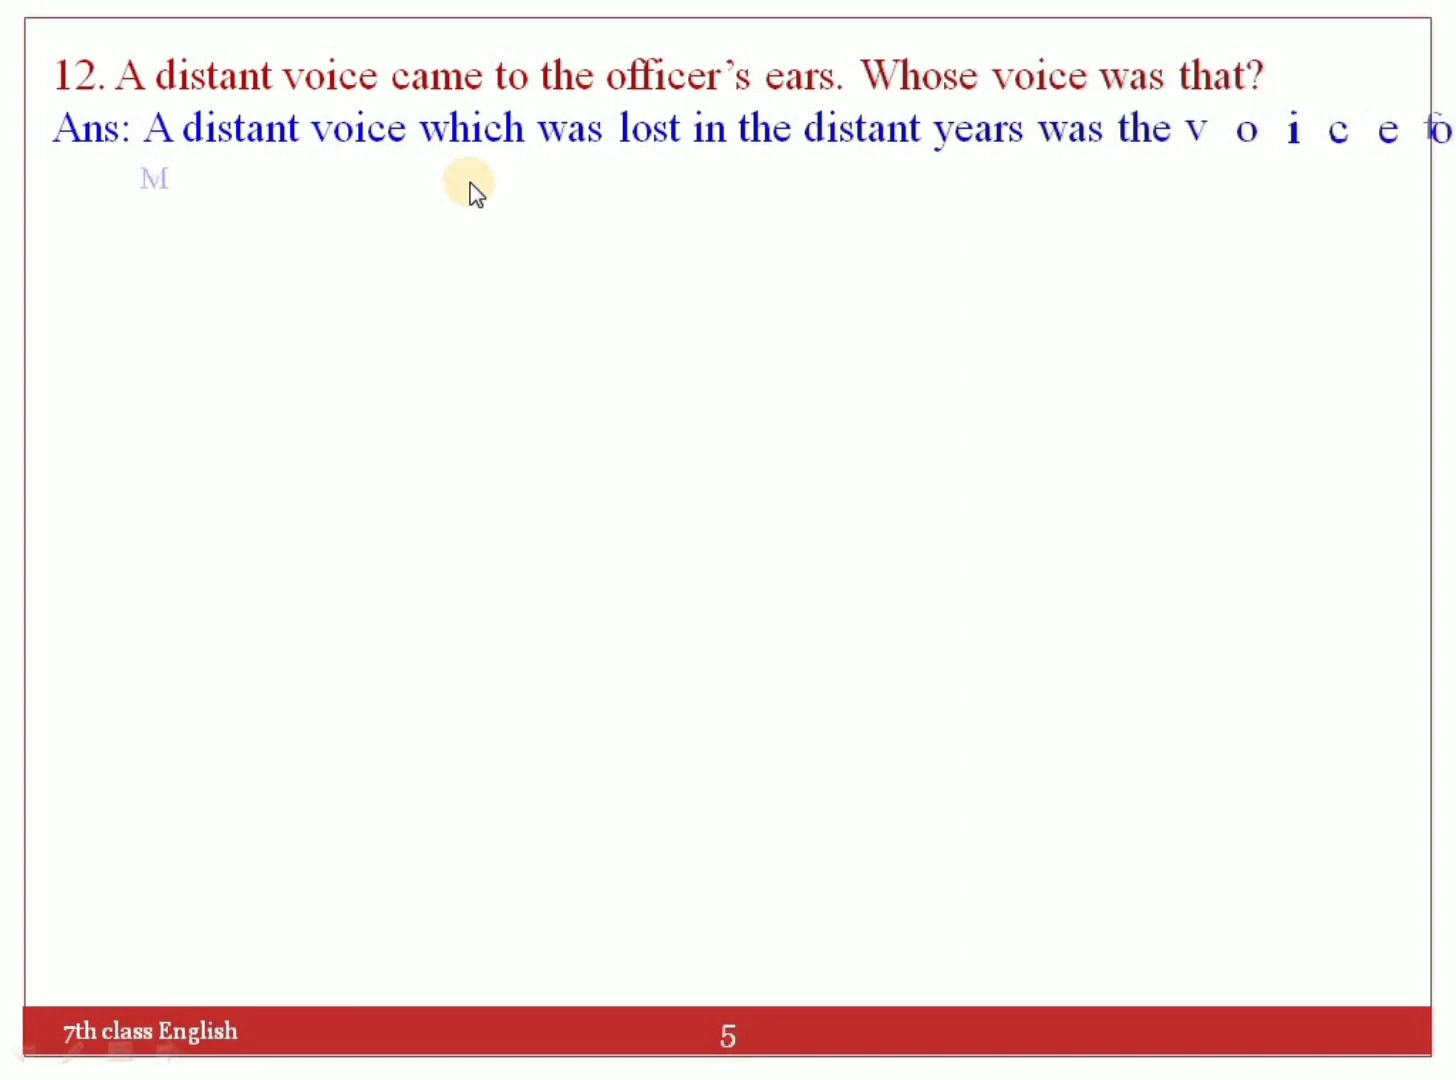 12. A distant voice came to the officer’s ears. Whose voice was that?
Ans: A distant voice which was lost in the distant years was the voice
M
7th class English
5